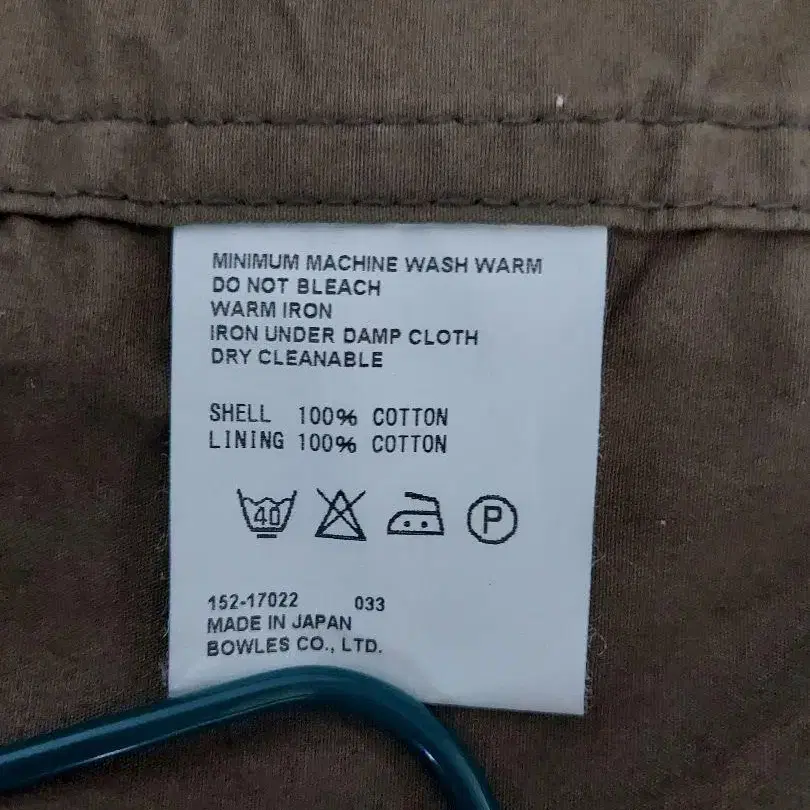 MINIMUM MACHINE WASH WARM
DO NOT BLEACH
WARM IRON
IRON UNDER DAMP CLOTH
DRY CLEANABLE
SHELL 100% COTTON
LINING 100% COTTON
40 P
152-17022 033
MADE IN JAPAN
BOWLES CO., LTD.